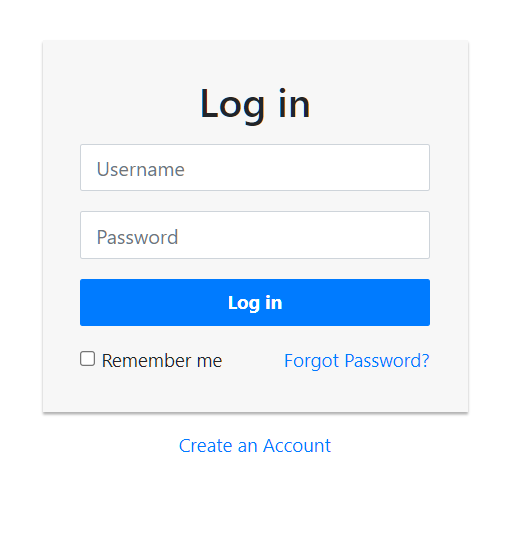 Log in
Username
Password
Log in
Remember me Forgot Password?
Create an Account